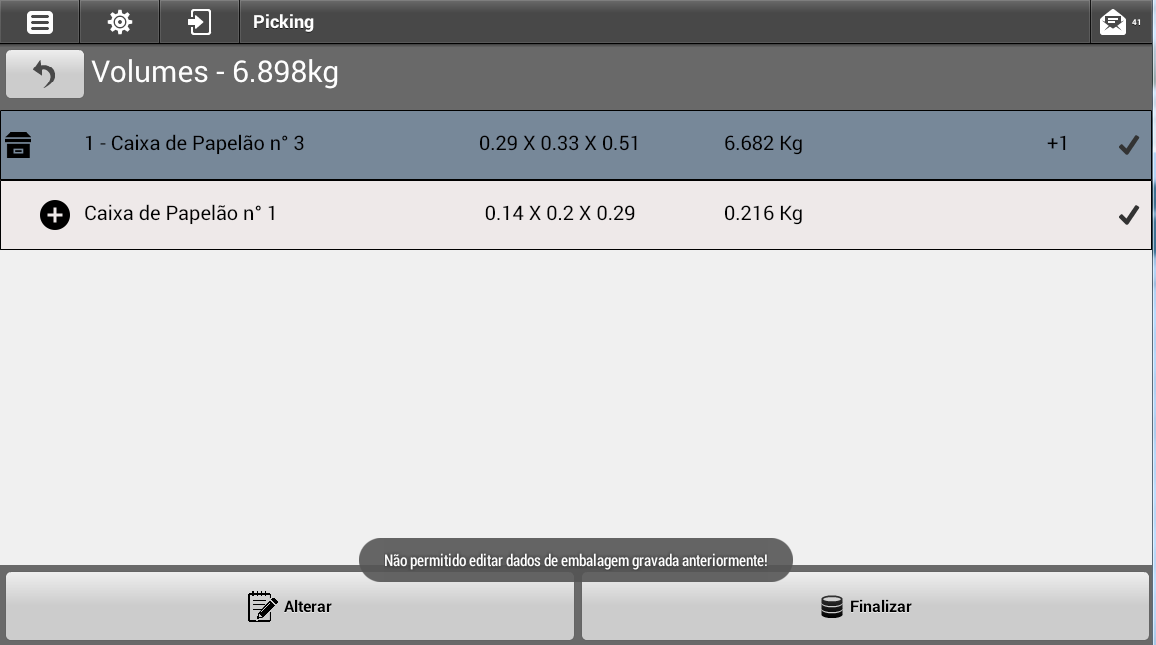 Picking
41
Volumes - 6.898kg
1 - Caixa de Papelão n° 3 0.29 X 0.33 X 0.51 6.682 Kg +1
Caixa de Papelão n° 1 0.14 X 0.2 X 0.29 0.216 Kg
Não permitido editar dados de embalagem gravada anteriormente!
Alterar
Finalizar